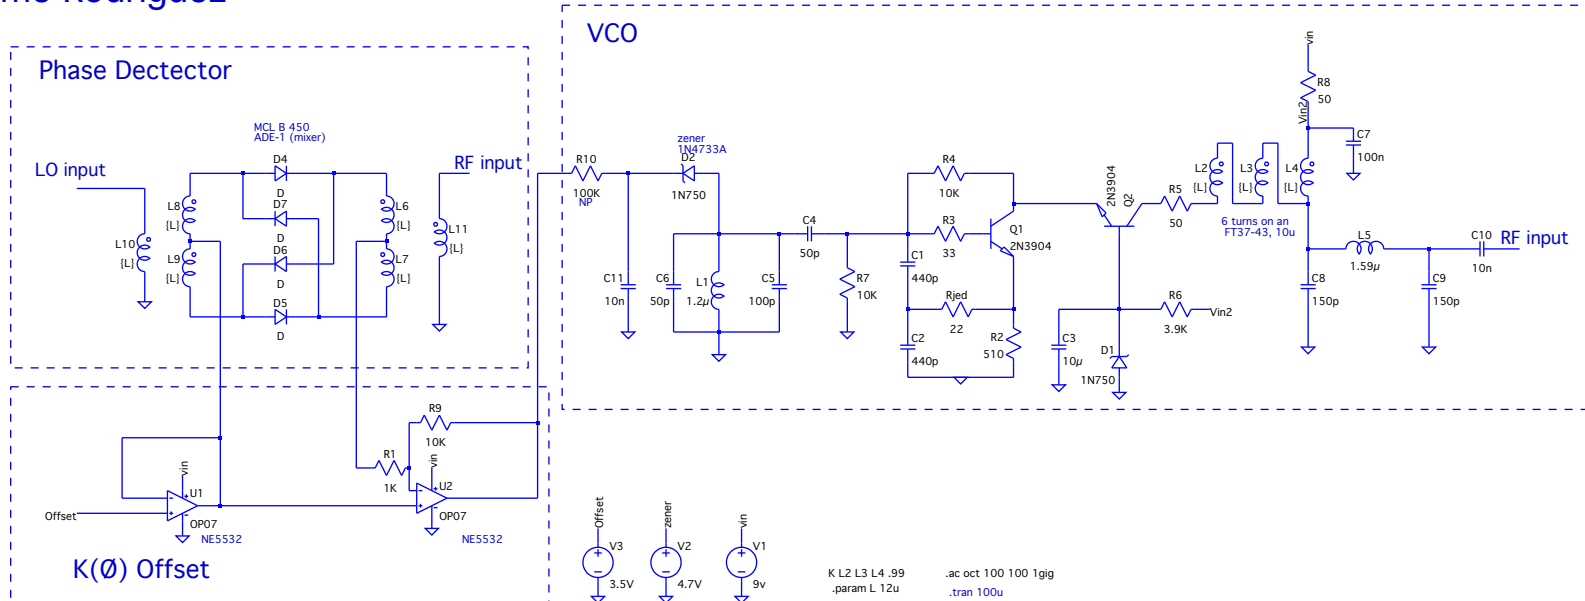 VCO
Phase Dectector
MCL B 450
ADE-1 (mixer)
LO input
RF input
D4
D
D7
D
D6
D
D5
D
L8
{L}
L9
{L}
L10
{L}
L6
{L}
L7
{L}
L11
{L}
R10
100K
NP
zener
1N4733A
D2
1N750
C11
10n
C6
50p
L1
1.2µ
C5
100p
C4
50p
R7
10K
R4
10K
R3
33
Q1
2N3904
C1
440p
Rjed
22
C2
440p
R2
510
2N3904
Q2
C3
10µ
D1
1N750
R6
3.9K
Vin2
R5
50
L2
{L}
L3
{L}
L4
{L}
6 turns on an
FT37-43, 10u
vin
R8
50
Vin2
C7
100n
L5
1.59µ
C8
150p
C9
150p
C10
10n
RF input
R9
10K
R1
1K
vin
U1
OP07
NE5532
Offset
vin
U2
OP07
NE5532
K(Ø) Offset
Offset
V3
3.5V
zener
V2
4.7V
vin
V1
9v
K L2 L3 L4 .99
.param L 12u
.ac oct 100 100 1gig
.tran 100u